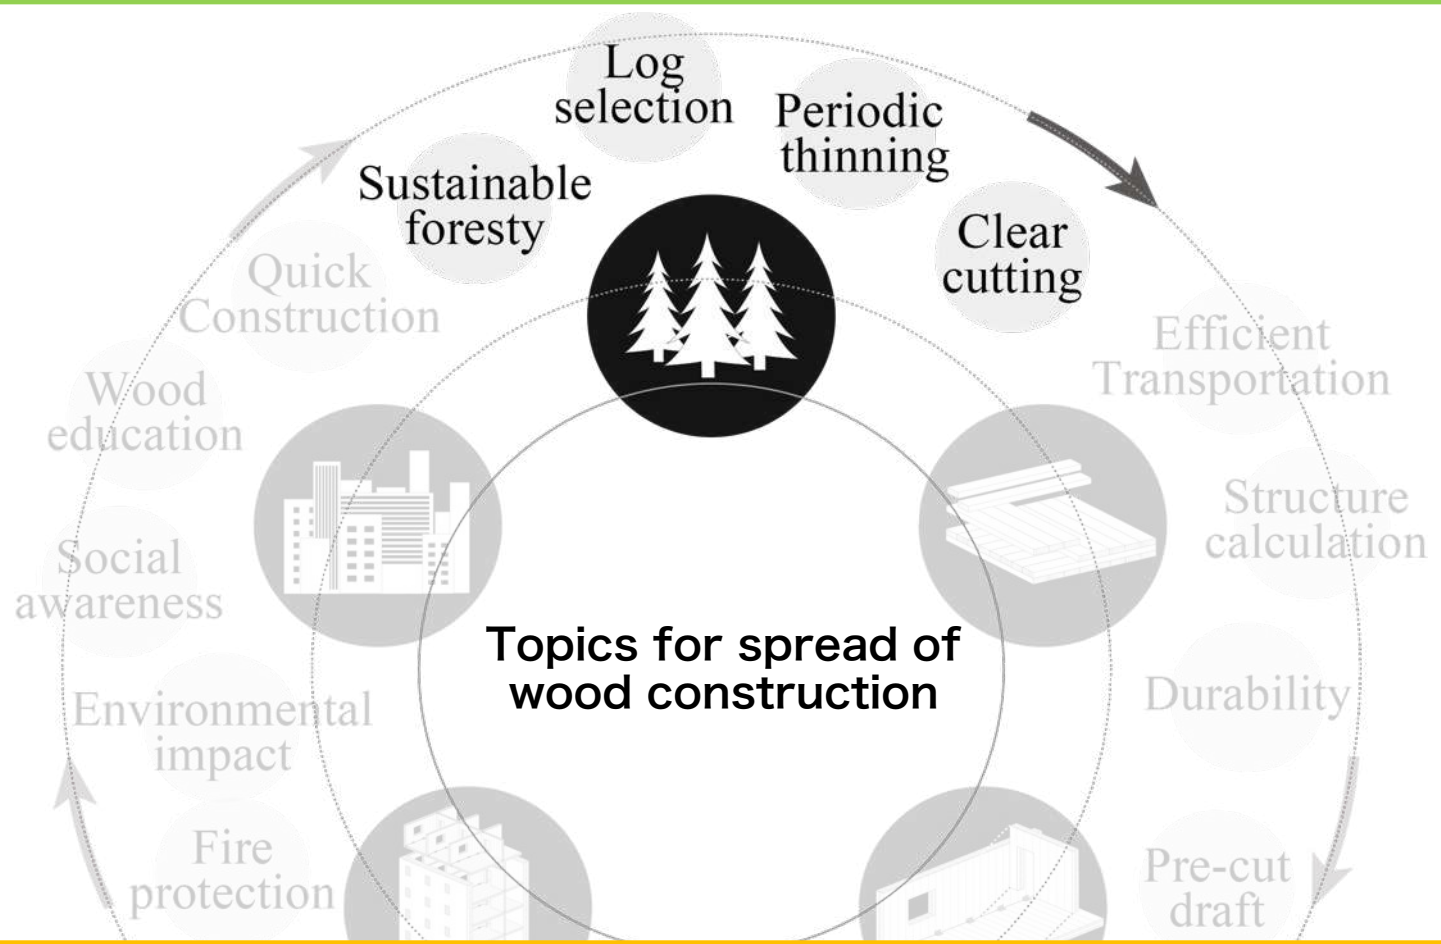 Log
selection
Periodic
thinning
Sustainable
foresty
Clear
cutting
Quick
Construction
Efficient
Transportation
Wood
education
Structure
calculation
Social
awareness
Topics for spread of
wood construction
Environmental
impact
Durability
Fire
protection
Pre-cut
draft